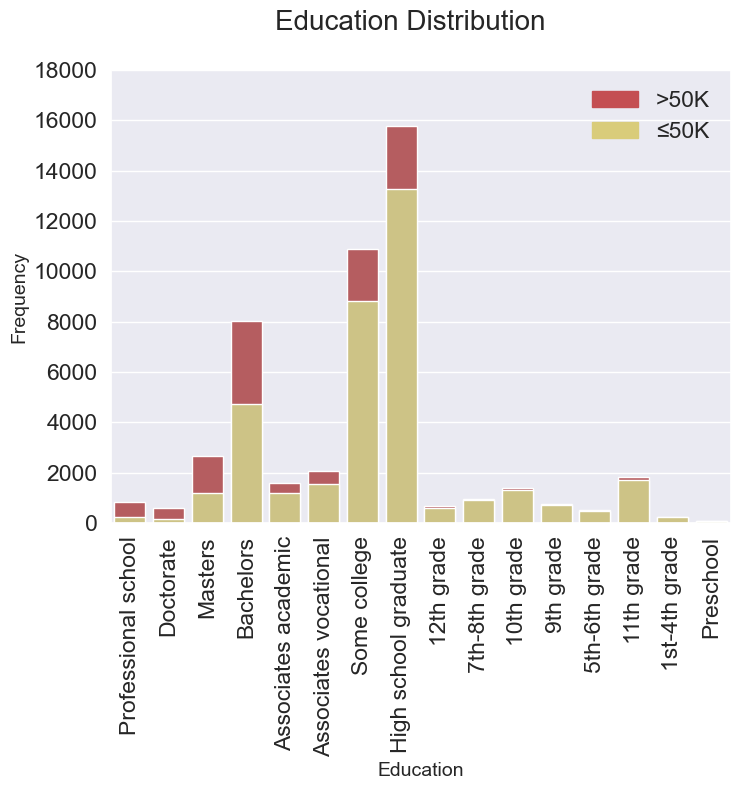 Education Distribution
18000
16000
14000
12000
10000
8000
6000
4000
2000
0
Frequency
>50K
≤50K
Professional school
Doctorate
Masters
Bachelors
Associates academic
Associates vocational
Some college
High school graduate
12th grade
7th-8th grade
10th grade
9th grade
5th-6th grade
11th grade
1st-4th grade
Preschool
Education